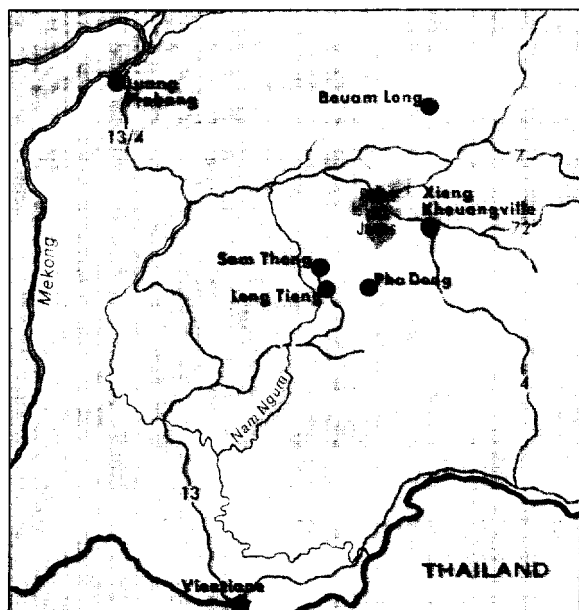 Luang
Prabang
Bouam Long
13/4
7
Xieng
Khouangville
Jars
72
Sam Thong
Long Tieng
Pha Dong
Mekong
4
Nam Ngum
13
THAILAND
Vientiane